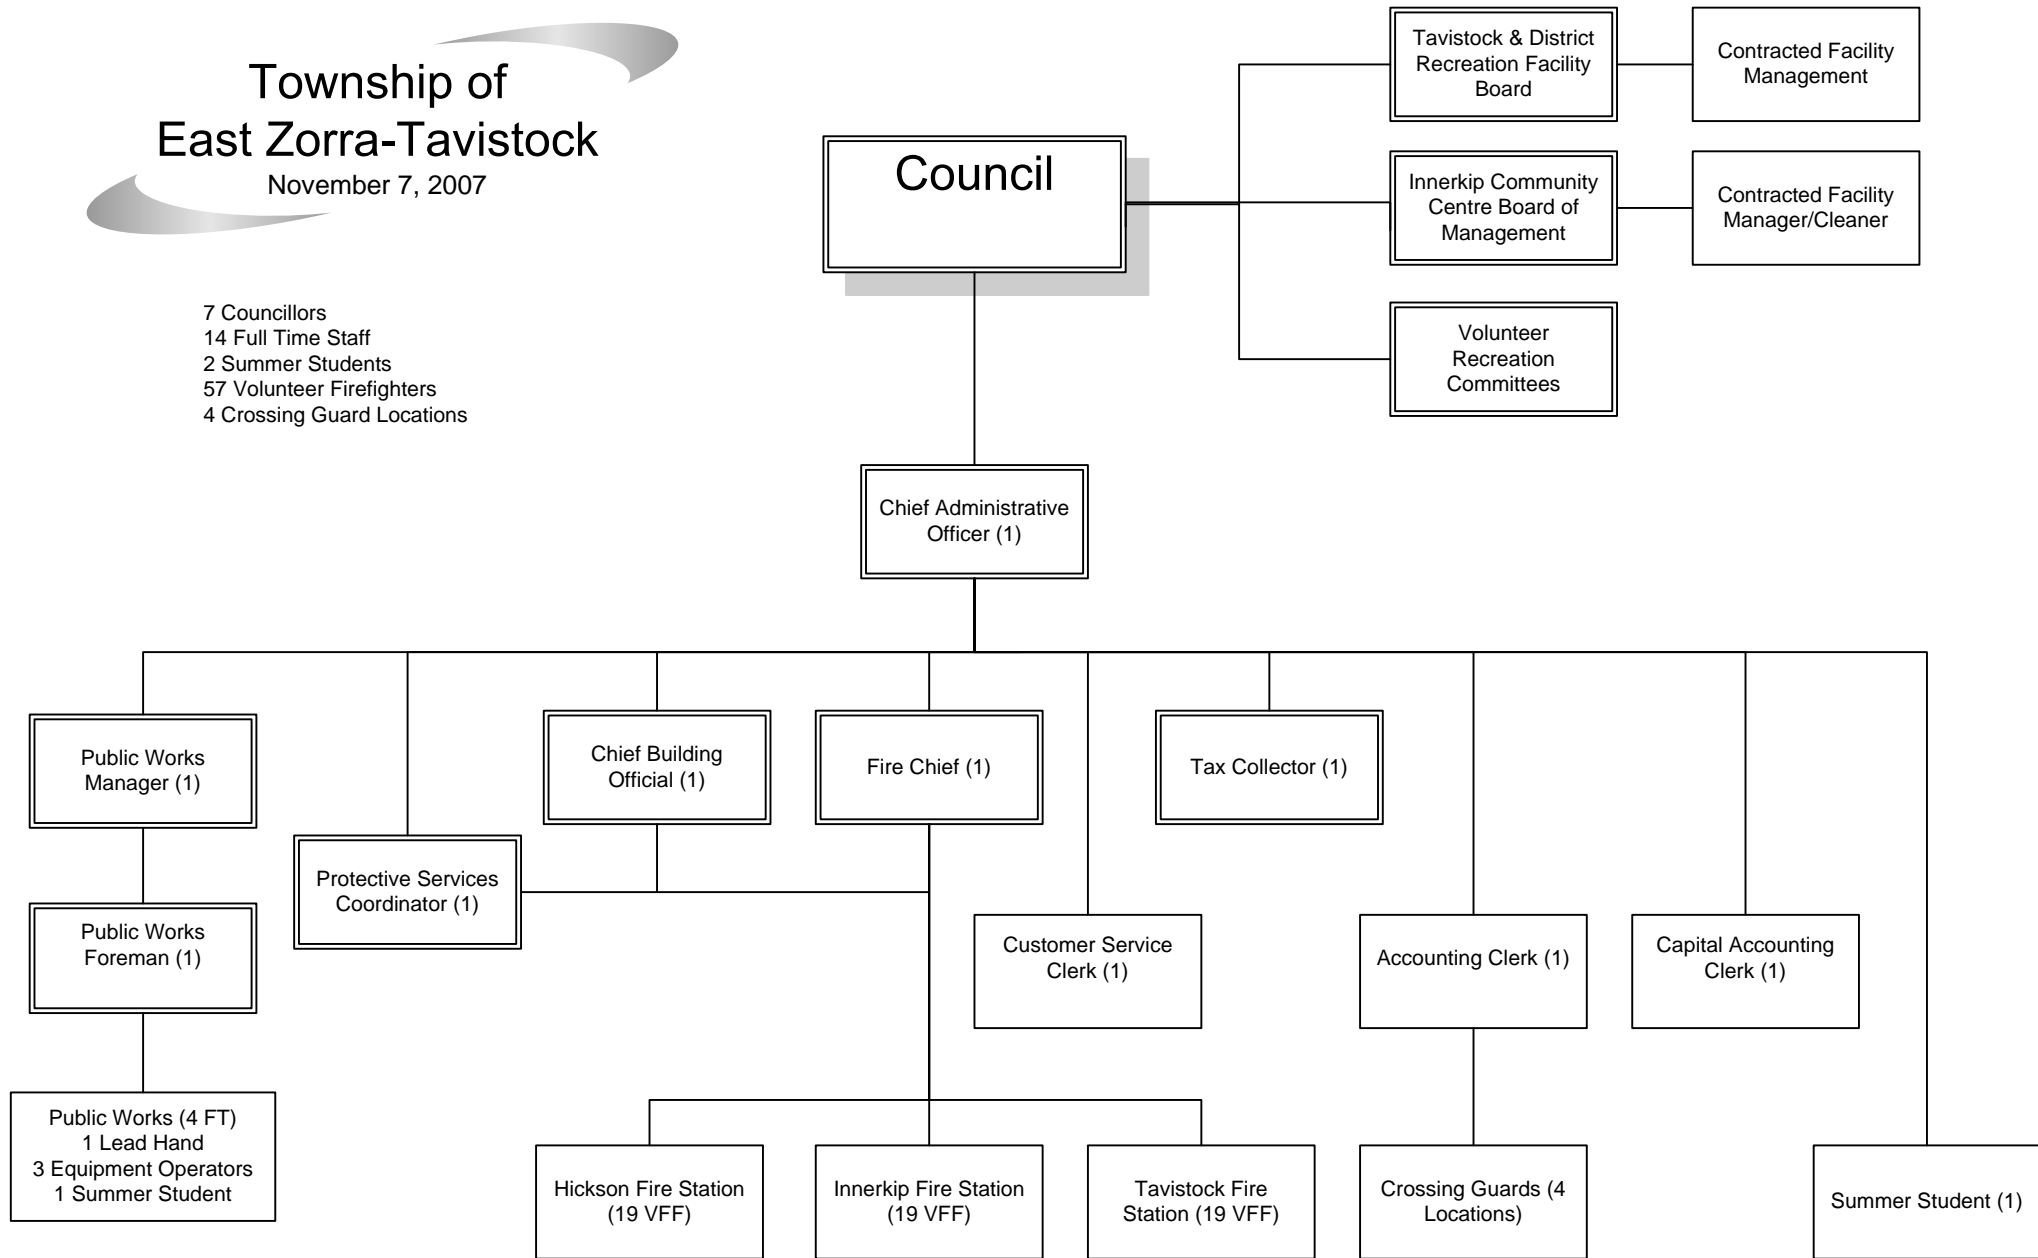 Township of
East Zorra-Tavistock
November 7, 2007
7 Councillors
14 Full Time Staff
2 Summer Students
57 Volunteer Firefighters
4 Crossing Guard Locations
Council
Tavistock & District
Recreation Facility
Board
Contracted Facility
Management
Innerkip Community
Centre Board of
Management
Contracted Facility
Manager/Cleaner
Volunteer
Recreation
Committees
Chief Administrative
Officer (1)
Public Works
Manager (1)
Chief Building
Official (1)
Fire Chief (1)
Tax Collector (1)
Protective Services
Coordinator (1)
Public Works
Foreman (1)
Customer Service
Clerk (1)
Accounting Clerk (1)
Capital Accounting
Clerk (1)
Public Works (4 FT)
1 Lead Hand
3 Equipment Operators
1 Summer Student
Hickson Fire Station
(19 VFF)
Innerkip Fire Station
(19 VFF)
Tavistock Fire
Station (19 VFF)
Crossing Guards (4
Locations)
Summer Student (1)